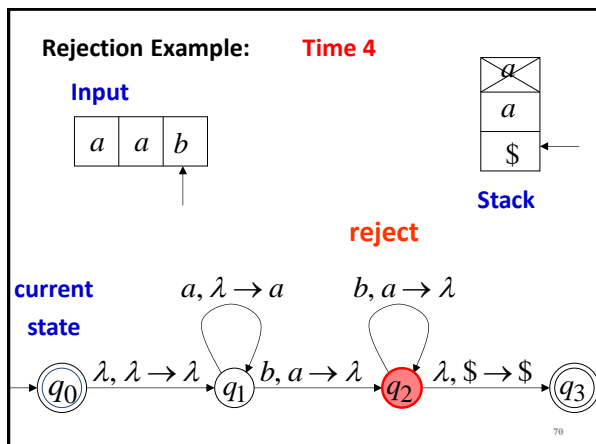 Rejection Example: Time 4
Input
a a b
a
a
$
Stack
reject
current
state
a, λ → a
b, a → λ
q0 λ, λ → λ q1 b, a → λ q2 λ, $ → $ q3
70